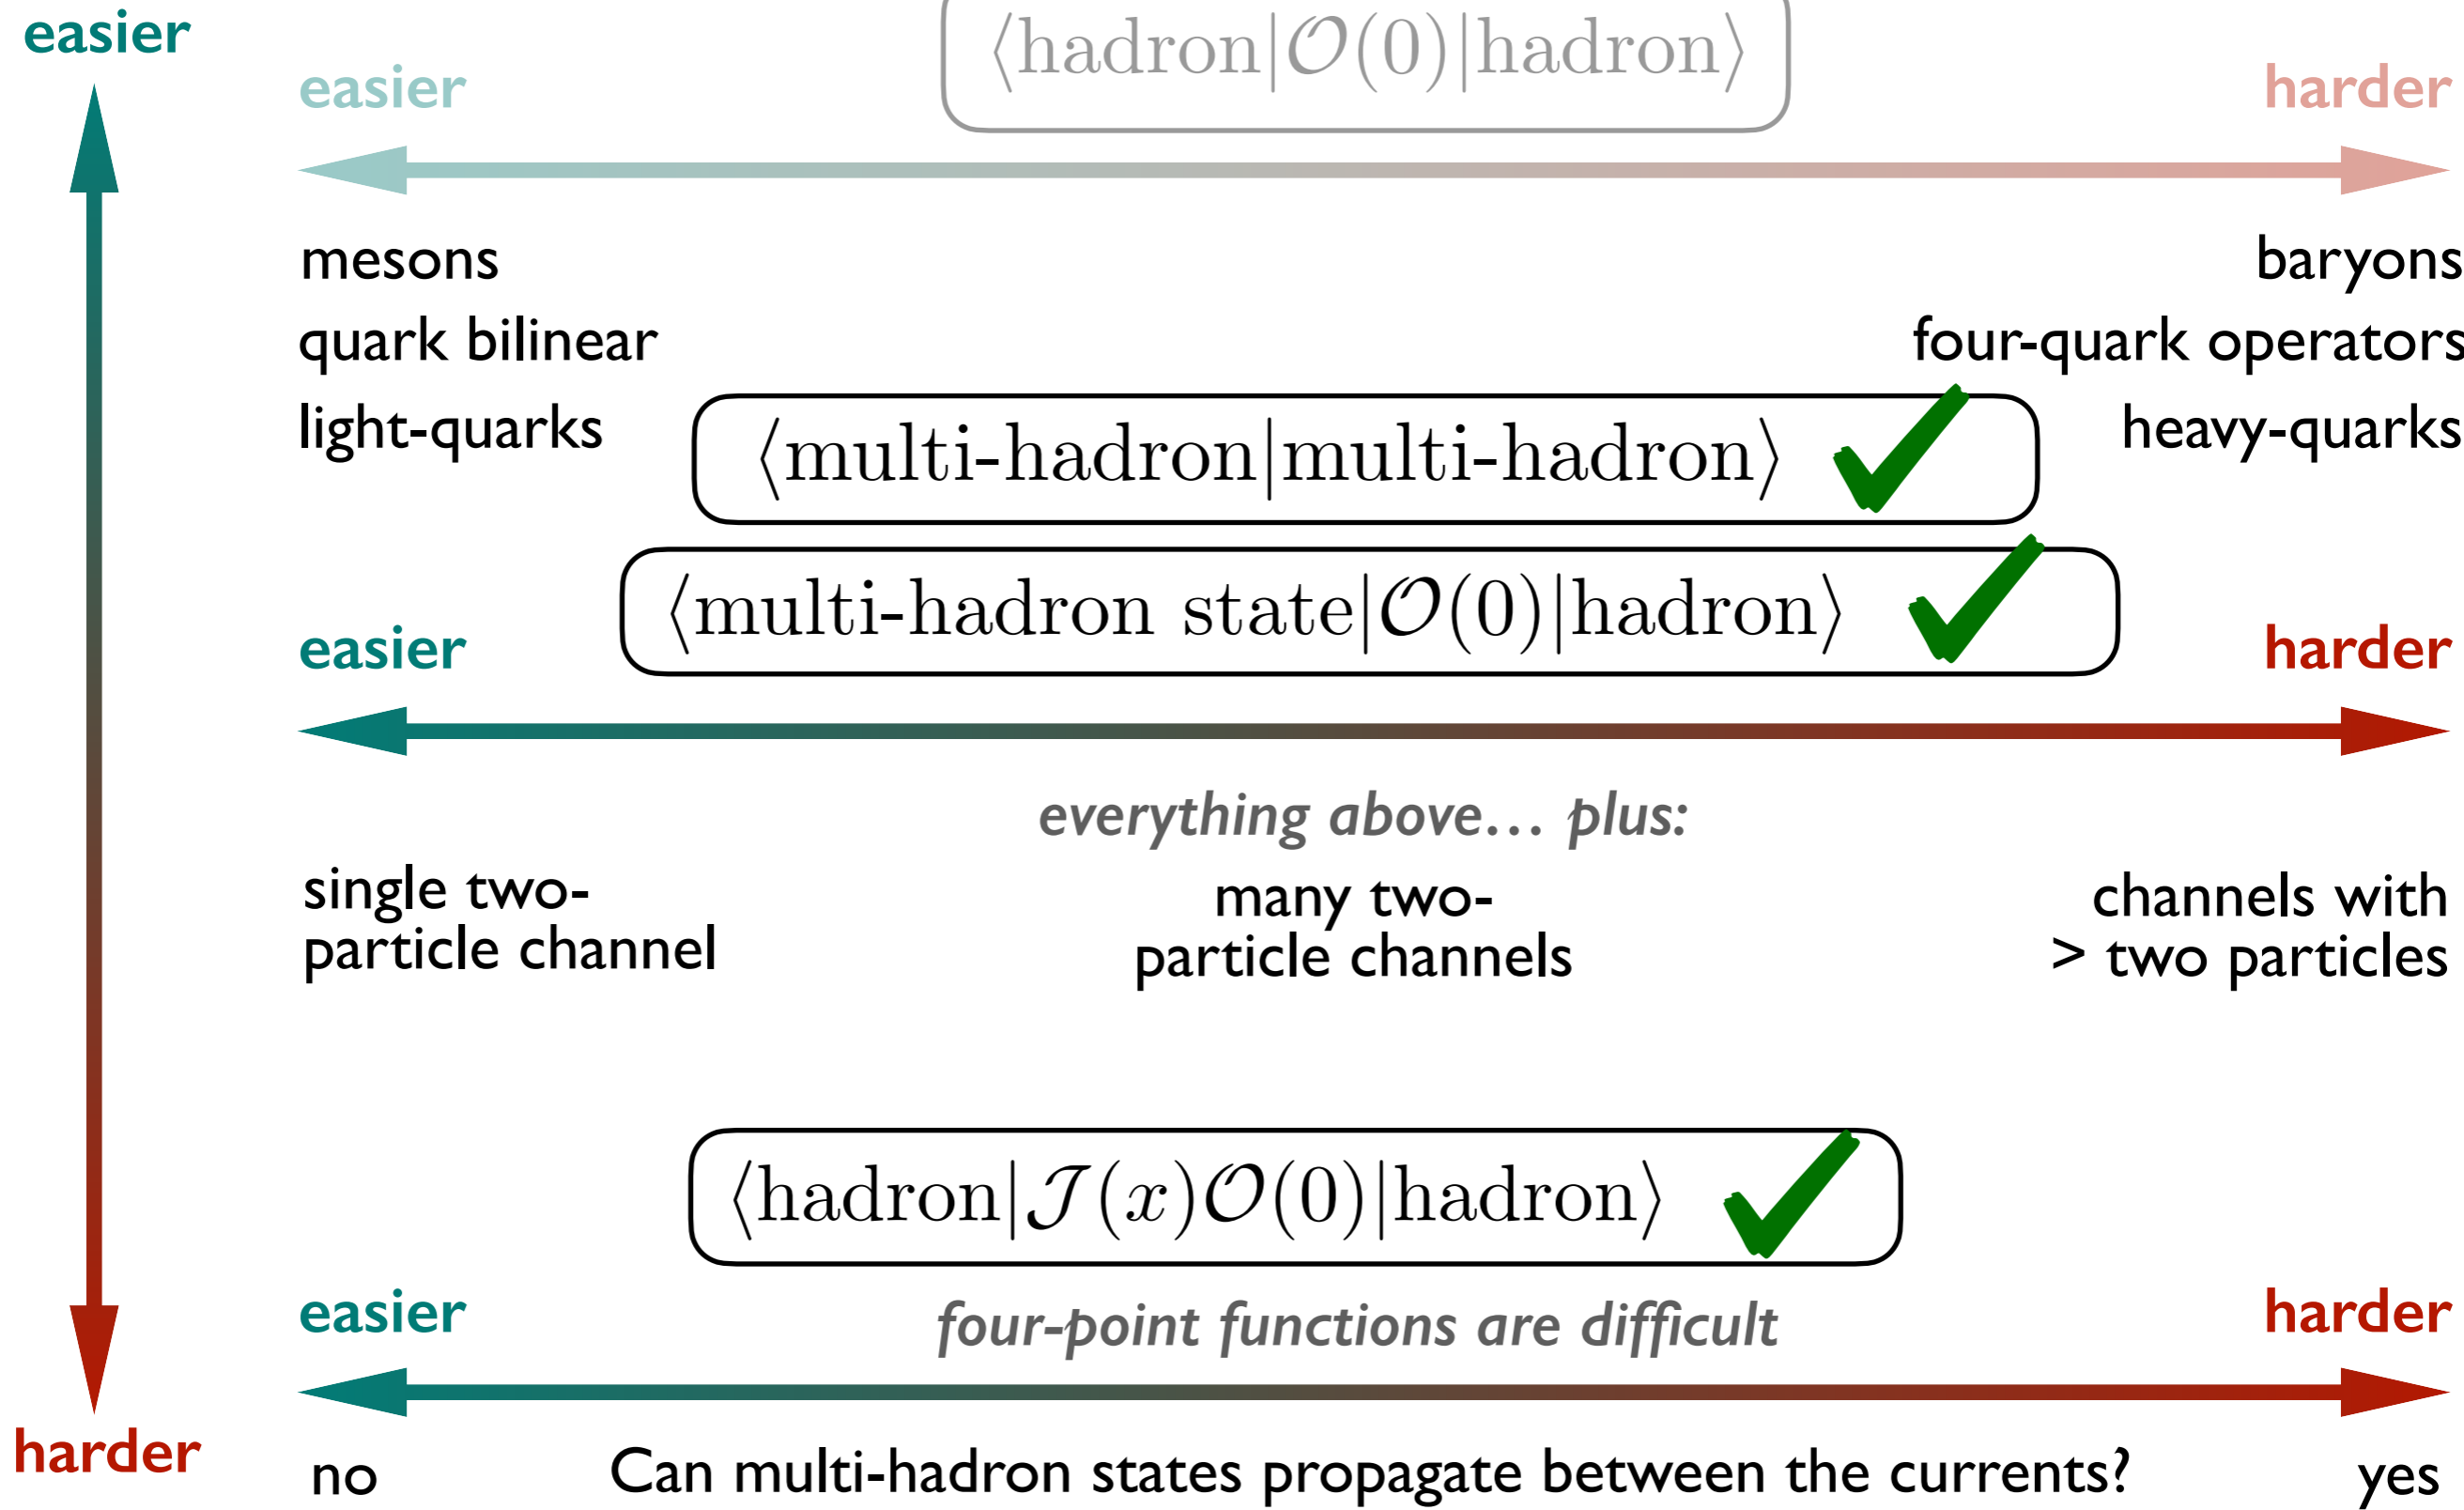 easier
⟨hadron|𝒪(0)|hadron⟩
easier harder
mesons baryons
quark bilinear four-quark operators
light-quarks ⟨multi-hadron|multi-hadron⟩ ✓ heavy-quarks
⟨multi-hadron state|𝒪(0)|hadron⟩ ✓
easier harder
everything above… plus:
single two- many two- channels with
particle channel particle channels > two particles
⟨hadron|𝒥(x)𝒪(0)|hadron⟩ ✓
easier four-point functions are difficult harder
harder
no Can multi-hadron states propagate between the currents? yes